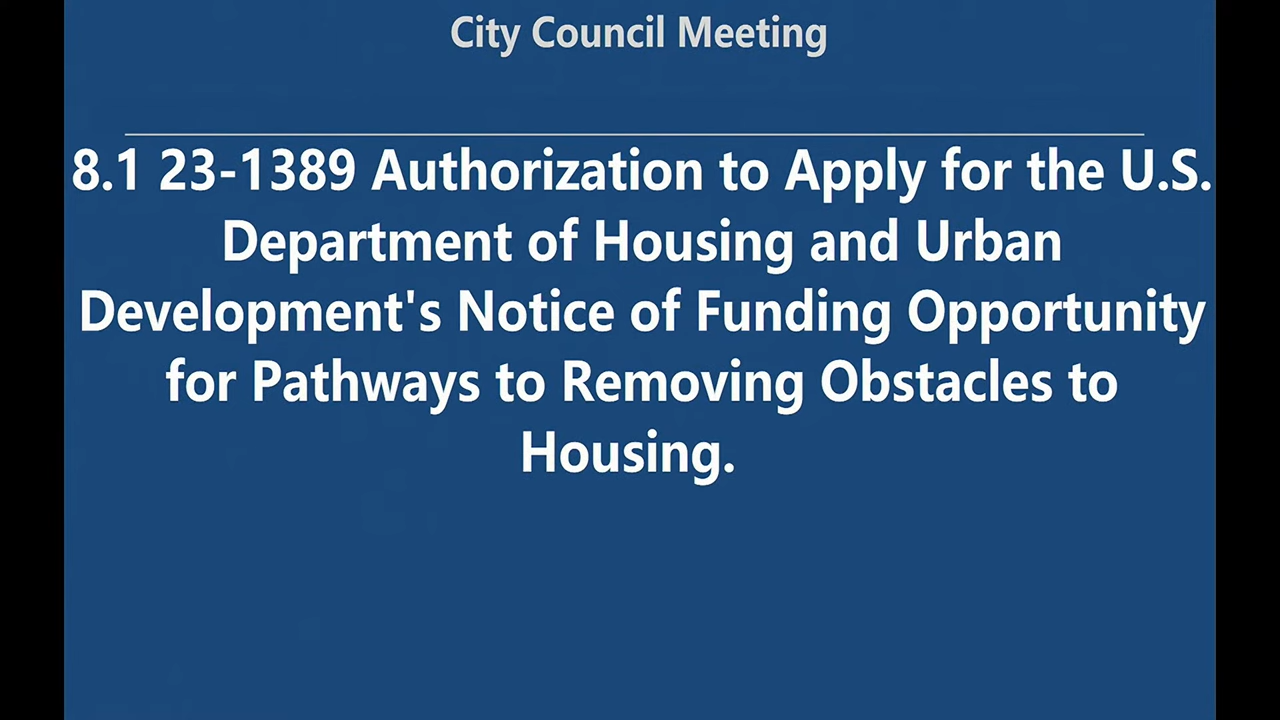 City Council Meeting
8.1 23-1389 Authorization to Apply for the U.S.
Department of Housing and Urban
Development's Notice of Funding Opportunity
for Pathways to Removing Obstacles to
Housing.